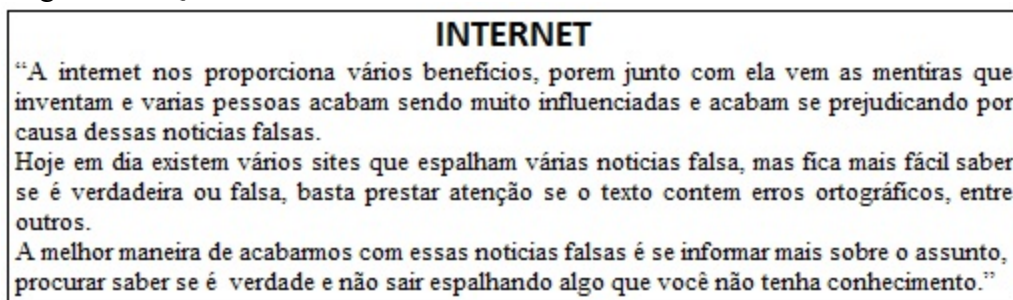 INTERNET
“A internet nos proporciona vários benefícios, porem junto com ela vem as mentiras que
inventam e varias pessoas acabam sendo muito influenciadas e acabam se prejudicando por
causa dessas noticias falsas.
Hoje em dia existem vários sites que espalham várias noticias falsa, mas fica mais fácil saber
se é verdadeira ou falsa, basta prestar atenção se o texto contem erros ortográficos, entre
outros.
A melhor maneira de acabarmos com essas noticias falsas é se informar mais sobre o assunto,
procurar saber se é verdade e não sair espalhando algo que você não tenha conhecimento.”